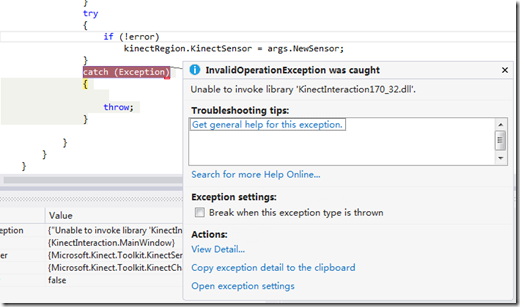 }
try
{
if (!error)
kinectRegion.KinectSensor = args.NewSensor;
}
catch (Exception)
{
throw;
}
}
}
}
InvalidOperationException was caught
Unable to invoke library 'KinectInteraction170_32.dll'.
Troubleshooting tips:
Get general help for this exception.
Search for more Help Online...
Exception settings:
Break when this exception type is thrown
Actions:
View Detail...
Copy exception detail to the clipboard
Open exception settings
Value
eption {"Unable to invoke library 'KinectIn
{KinectInteraction.MainWindow}
er {Microsoft.Kinect.Toolkit.KinectSer
{Microsoft.Kinect.Toolkit.KinectCha
false